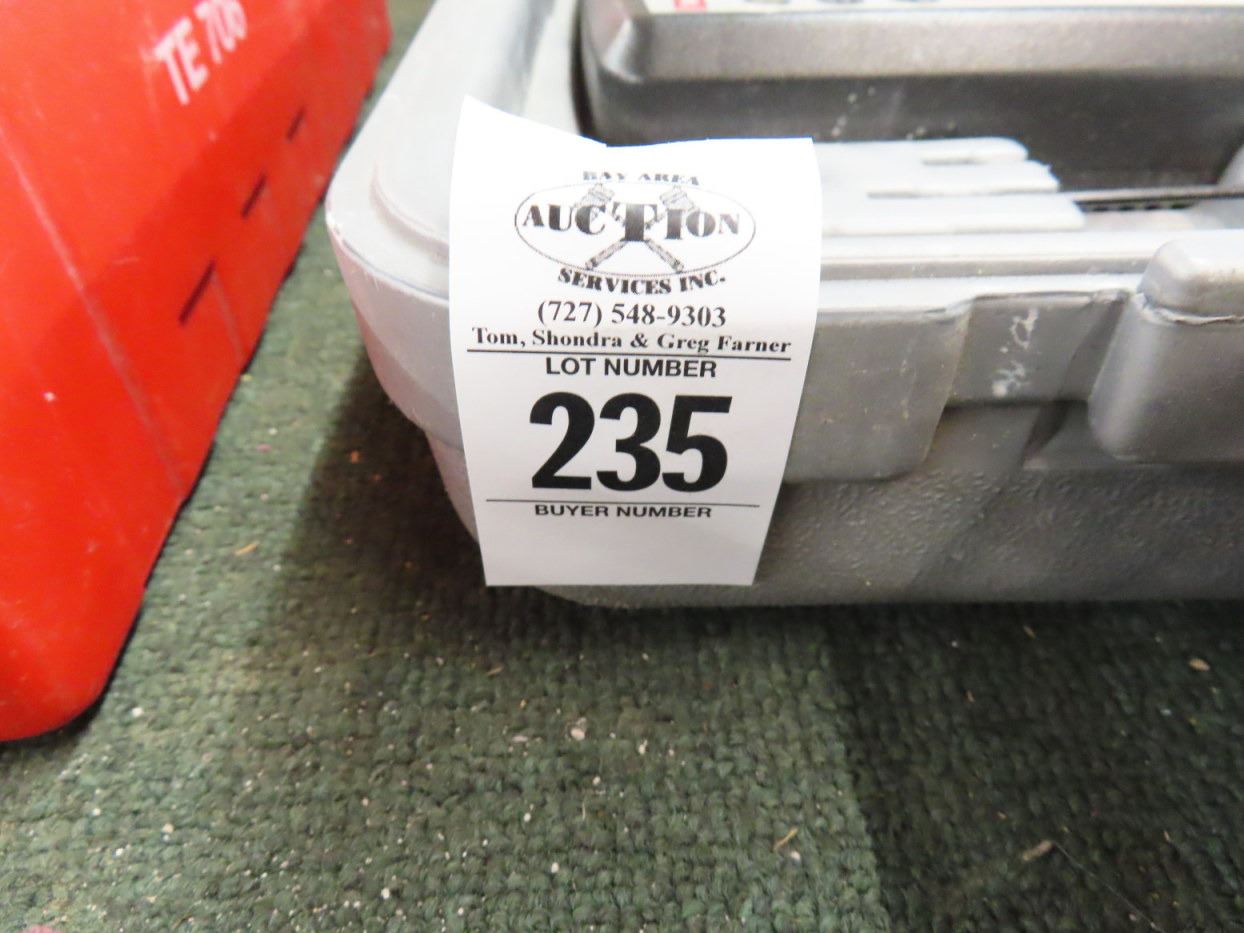 TE 706
BAY AREA
AUCTION
SERVICES INC.
(727) 548-9303
Tom, Shondra & Greg Farner
LOT NUMBER
235
BUYER NUMBER